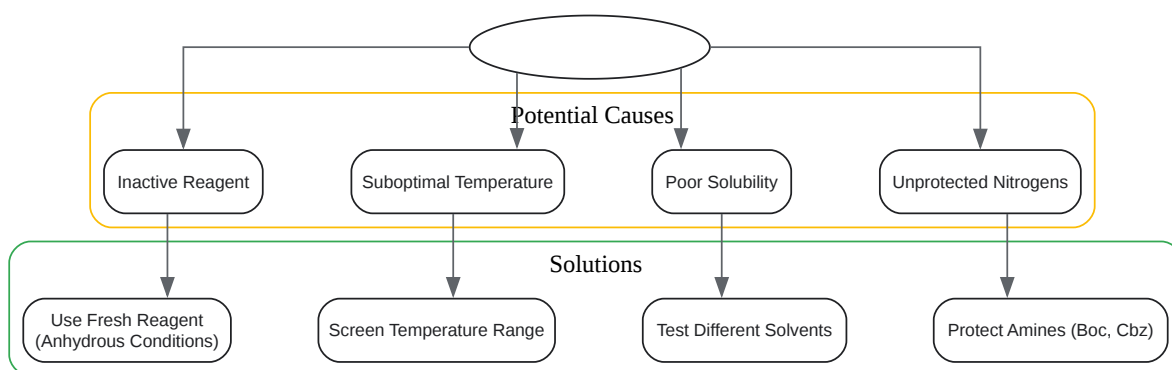 Potential Causes
Inactive Reagent
Suboptimal Temperature
Poor Solubility
Unprotected Nitrogens
Solutions
Use Fresh Reagent
(Anhydrous Conditions)
Screen Temperature Range
Test Different Solvents
Protect Amines (Boc, Cbz)